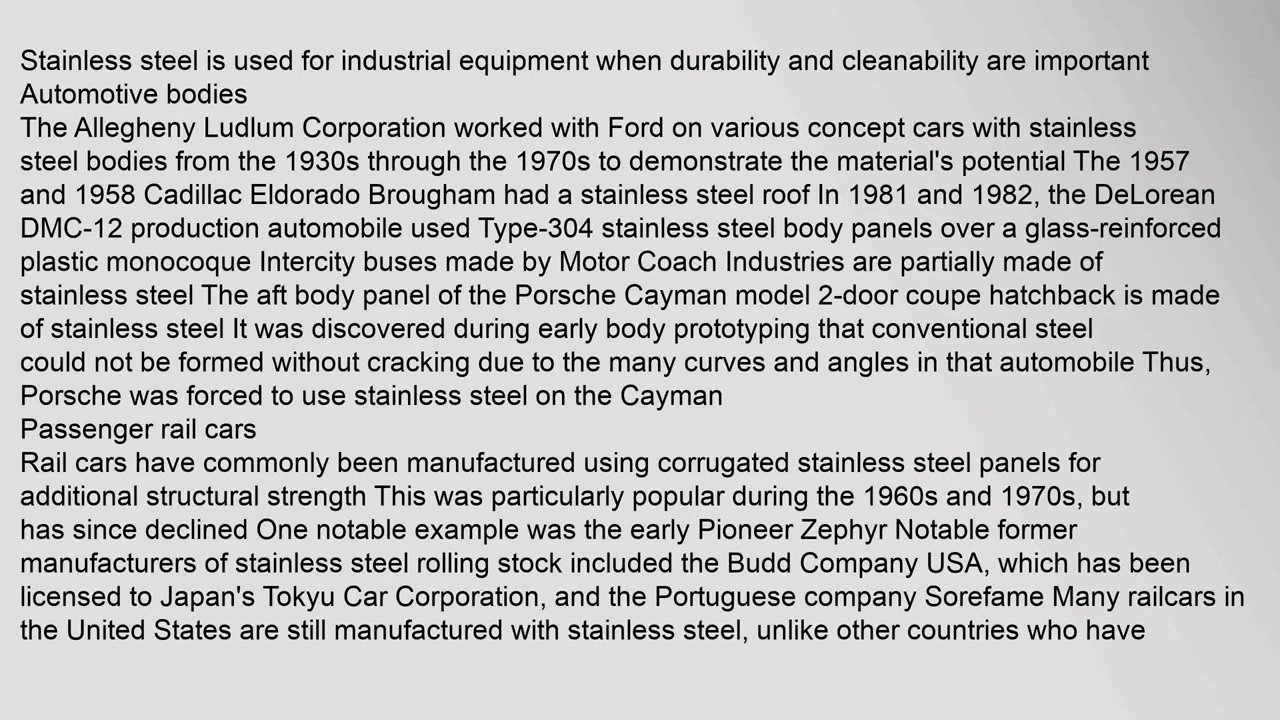 Stainless steel is used for industrial equipment when durability and cleanability are important
Automotive bodies
The Allegheny Ludlum Corporation worked with Ford on various concept cars with stainless
steel bodies from the 1930s through the 1970s to demonstrate the material's potential The 1957
and 1958 Cadillac Eldorado Brougham had a stainless steel roof In 1981 and 1982, the DeLorean
DMC-12 production automobile used Type-304 stainless steel body panels over a glass-reinforced
plastic monocoque Intercity buses made by Motor Coach Industries are partially made of
stainless steel The aft body panel of the Porsche Cayman model 2-door coupe hatchback is made
of stainless steel It was discovered during early body prototyping that conventional steel
could not be formed without cracking due to the many curves and angles in that automobile Thus,
Porsche was forced to use stainless steel on the Cayman
Passenger rail cars
Rail cars have commonly been manufactured using corrugated stainless steel panels for
additional structural strength This was particularly popular during the 1960s and 1970s, but
has since declined One notable example was the early Pioneer Zephyr Notable former
manufacturers of stainless steel rolling stock included the Budd Company USA, which has been
licensed to Japan's Tokyu Car Corporation, and the Portuguese company Sorefame Many railcars in
the United States are still manufactured with stainless steel, unlike other countries who have